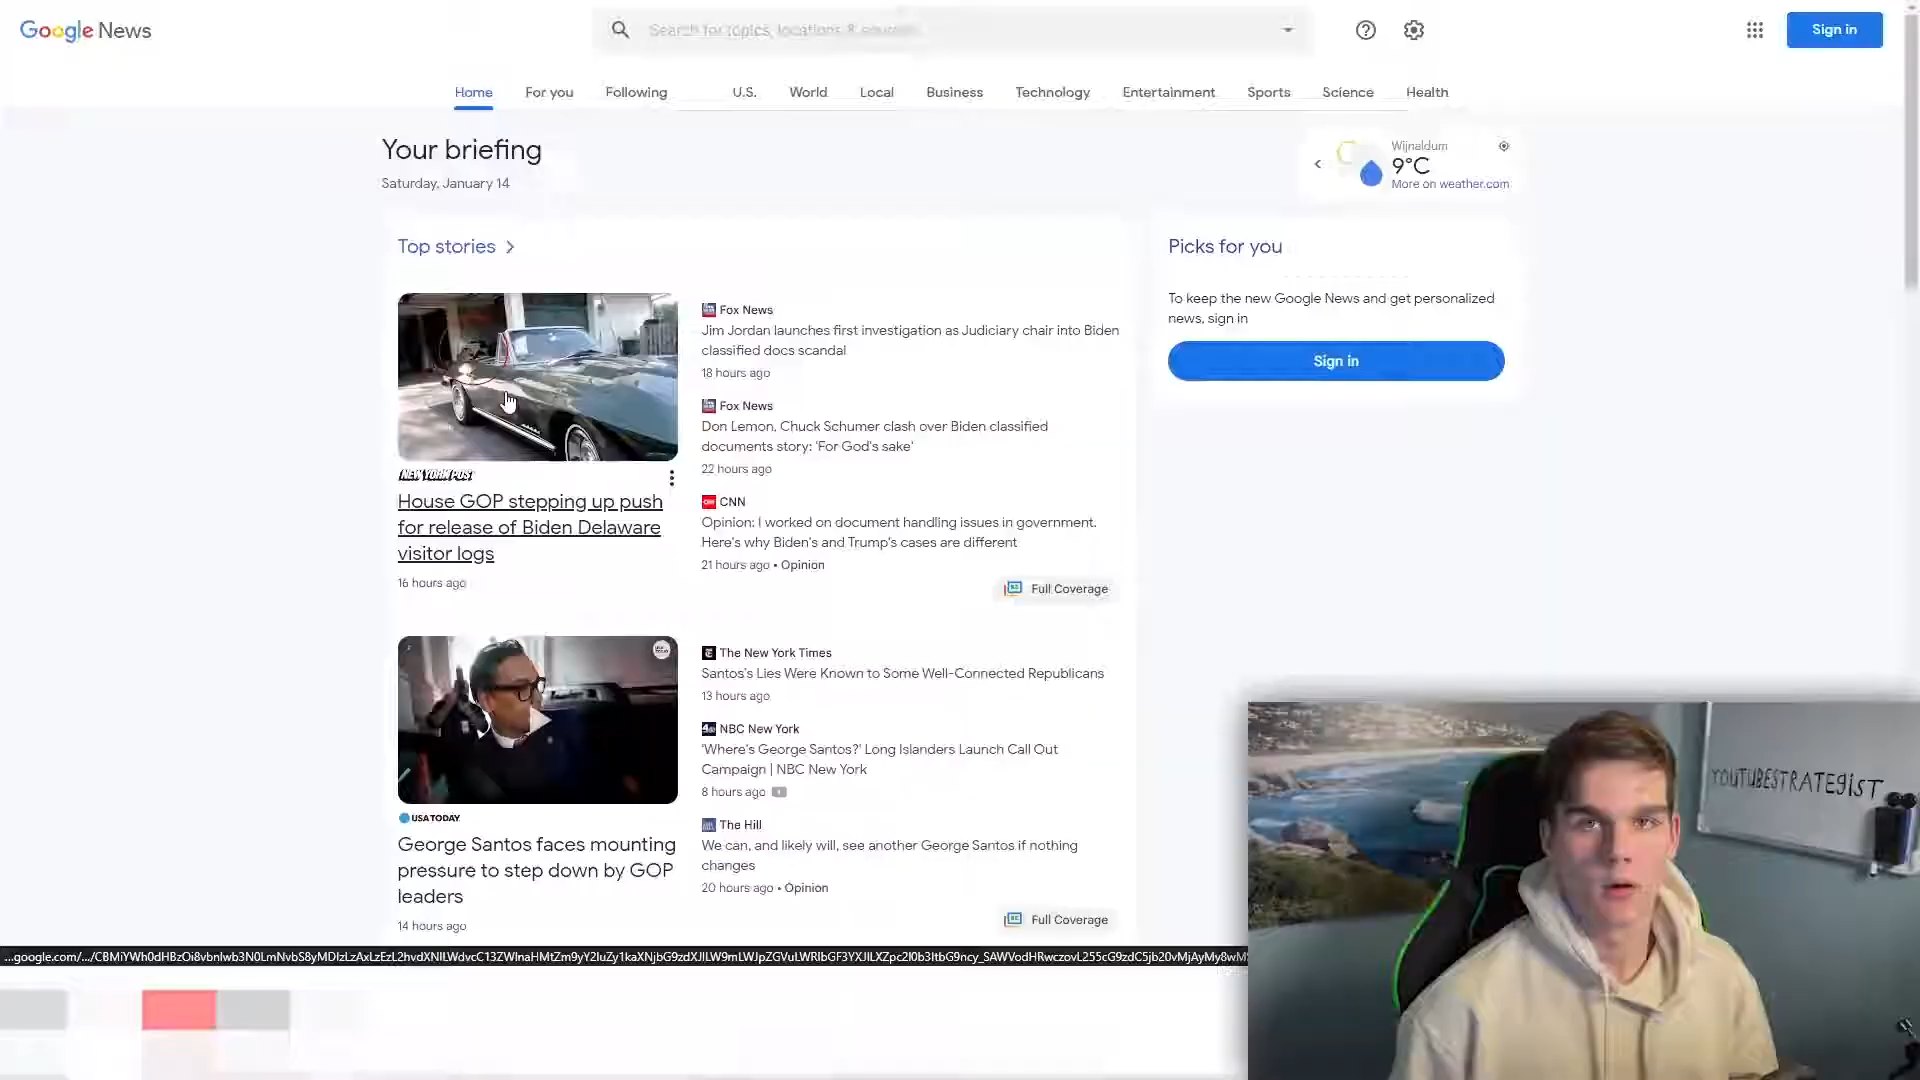 Google News
Search for topics, locations & sources
Sign in
Home
For you
Following
U.S.
World
Local
Business
Technology
Entertainment
Sports
Science
Health
Your briefing
Saturday, January 14
Wijnaldum
9°C
More on weather.com
Top stories >
Picks for you
To keep the new Google News and get personalized
news, sign in
Sign in
NEW YORK POST
House GOP stepping up push
for release of Biden Delaware
visitor logs
16 hours ago
Fox News
Jim Jordan launches first investigation as Judiciary chair into Biden
classified docs scandal
18 hours ago
Fox News
Don Lemon, Chuck Schumer clash over Biden classified
documents story: 'For God's sake'
22 hours ago
CNN
Opinion: I worked on document handling issues in government.
Here's why Biden's and Trump's cases are different
21 hours ago • Opinion
Full Coverage
USA TODAY
George Santos faces mounting
pressure to step down by GOP
leaders
14 hours ago
The New York Times
Santos's Lies Were Known to Some Well-Connected Republicans
13 hours ago
NBC New York
'Where's George Santos?' Long Islanders Launch Call Out
Campaign | NBC New York
8 hours ago
The Hill
We can, and likely will, see another George Santos if nothing
changes
20 hours ago • Opinion
Full Coverage
YOUTUBESTRATEGIST